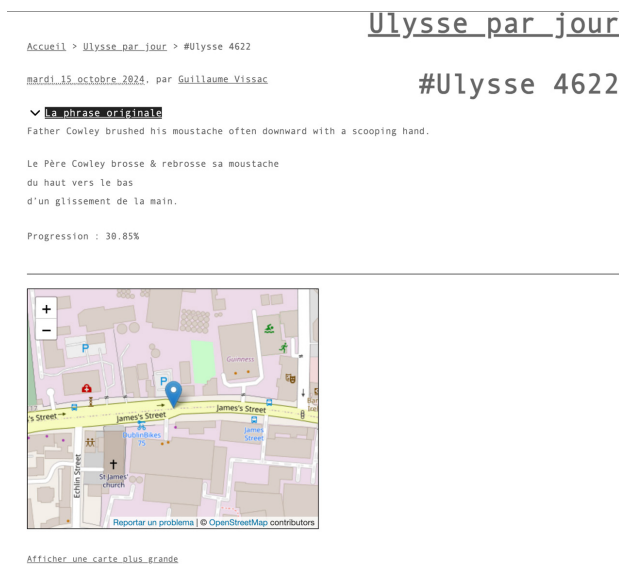 Ulysse par jour
Accueil > Ulysse par jour > #Ulysse 4622
mardi 15 octobre 2024, par Guillaume Vissac
#Ulysse 4622
La phrase originale
Father Cowley brushed his moustache often downward with a scooping hand.
Le Père Cowley brosse & rebrosse sa moustache
du haut vers le bas
d'un glissement de la main.
Progression : 30.85%
+
−
P
Guinness
P
's Street
James's Street
James's Street
DublinBikes
75
James
Street
St James'
church
Echlin Street
Reportar un problema | © OpenStreetMap contributors
Afficher une carte plus grande